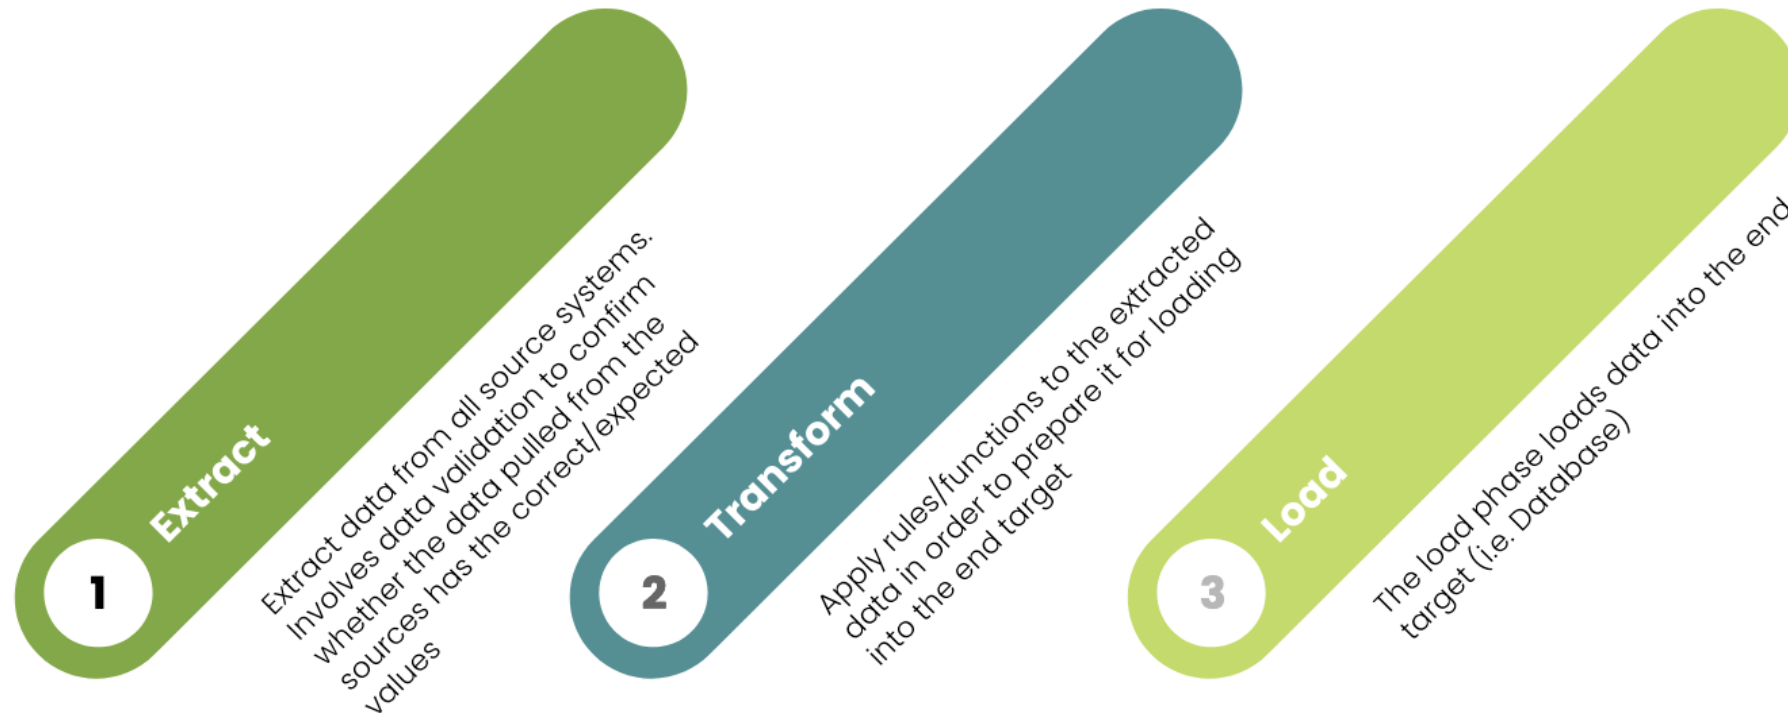 1
Extract
Extract data from all source systems.
Involves data validation to confirm
whether the data pulled from the
sources has the correct/expected
values
2
Transform
Apply rules/functions to the extracted
data in order to prepare it for loading
into the end target
3
Load
The load phase loads data into the end
target (i.e. Database)